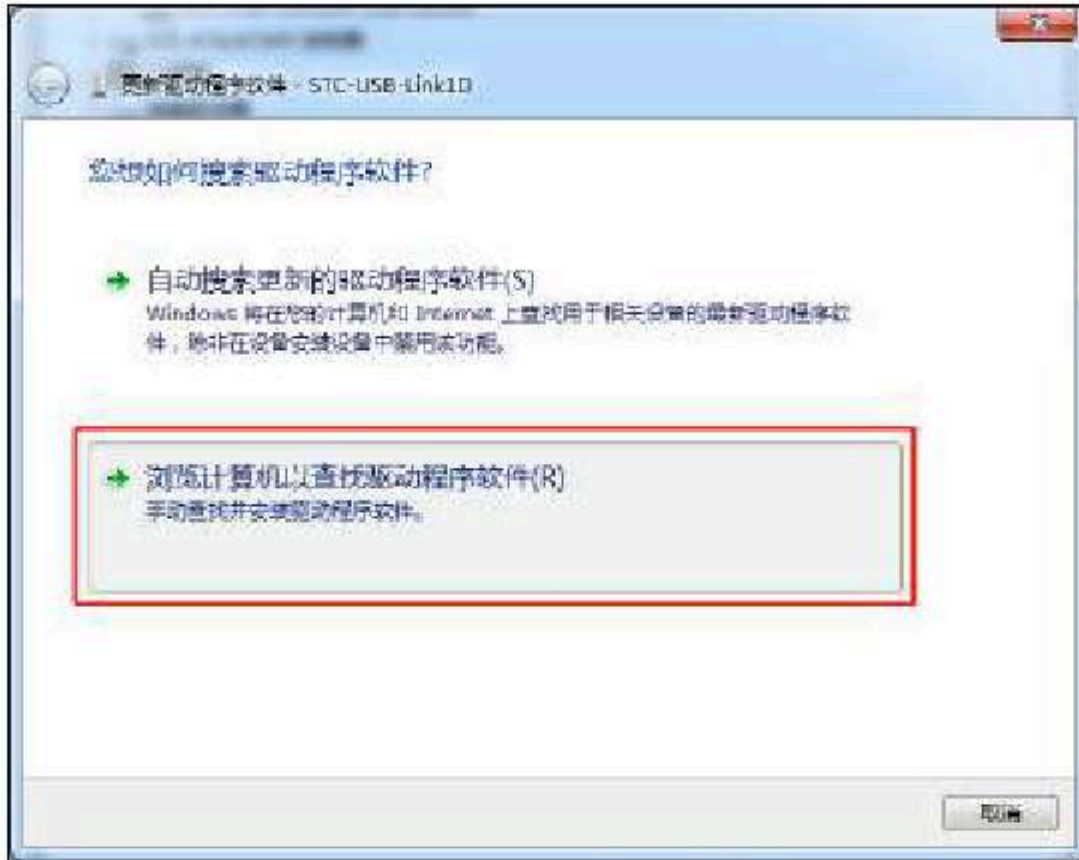 更新驱动程序软件 - STC-USB-Link1D
您想如何搜索驱动程序软件?
自动搜索更新的驱动程序软件(S)
Windows 将在您的计算机和 Internet 上查找用于相关设备的最新驱动程序软
件，除非在设备安装设置中禁用该功能。
浏览计算机以查找驱动程序软件(R)
手动查找并安装驱动程序软件。
取消